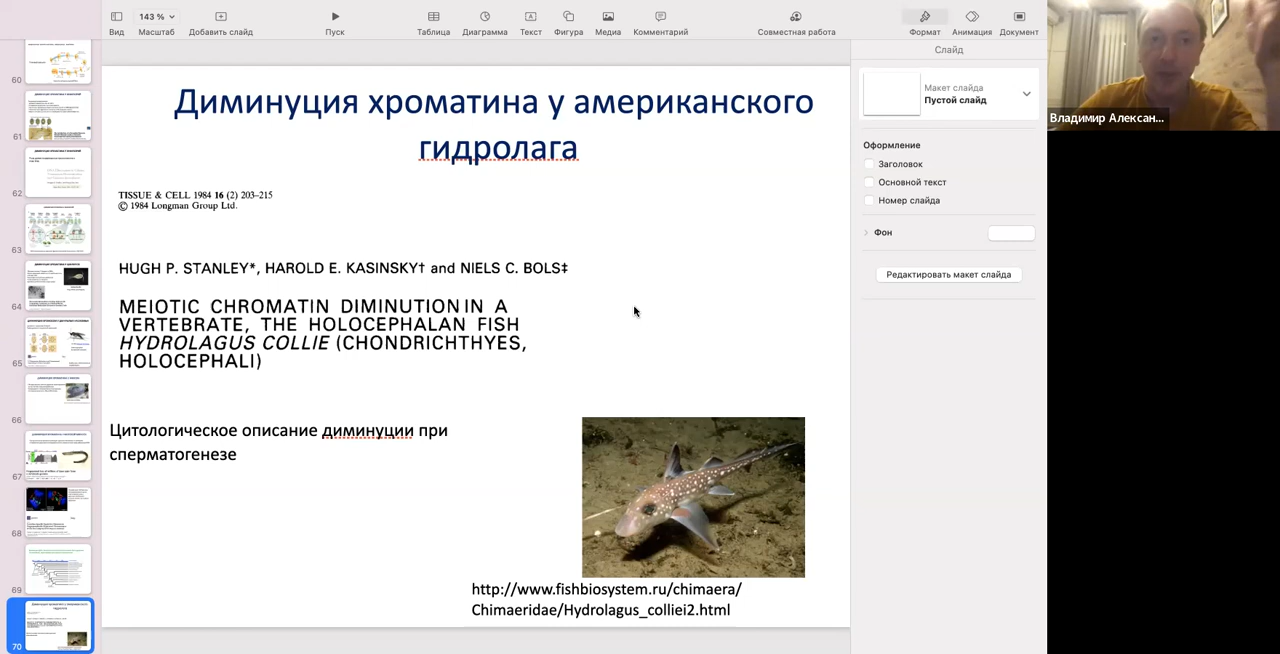 143 %
Вид
Масштаб
Добавить слайд
Пуск
Таблица
Диаграмма
Текст
Фигура
Медиа
Комментарий
Совместная работа
Формат
Анимация
Документ
60
61
62
63
64
65
66
67
68
69
70
Диминуция хроматина у американского
гидролага
TISSUE & CELL 1984 16 (2) 203–215
© 1984 Longman Group Ltd.
HUGH P. STANLEY*, HAROLD E. KASINSKY† and NIELS C. BOLS‡
MEIOTIC CHROMATIN DIMINUTION IN A
VERTEBRATE, THE HOLOCEPHALAN FISH
HYDROLAGUS COLLIE (CHONDRICHTHYES,
HOLOCEPHALI)
Цитологическое описание диминуции при
сперматогенезе
http://www.fishbiosystem.ru/chimaera/
Chimaeridae/Hydrolagus_colliei2.html
Слайд
Макет слайда
Пустой слайд
Оформление
Заголовок
Основной текст
Номер слайда
Фон
Редактировать макет слайда
Владимир Алексан...